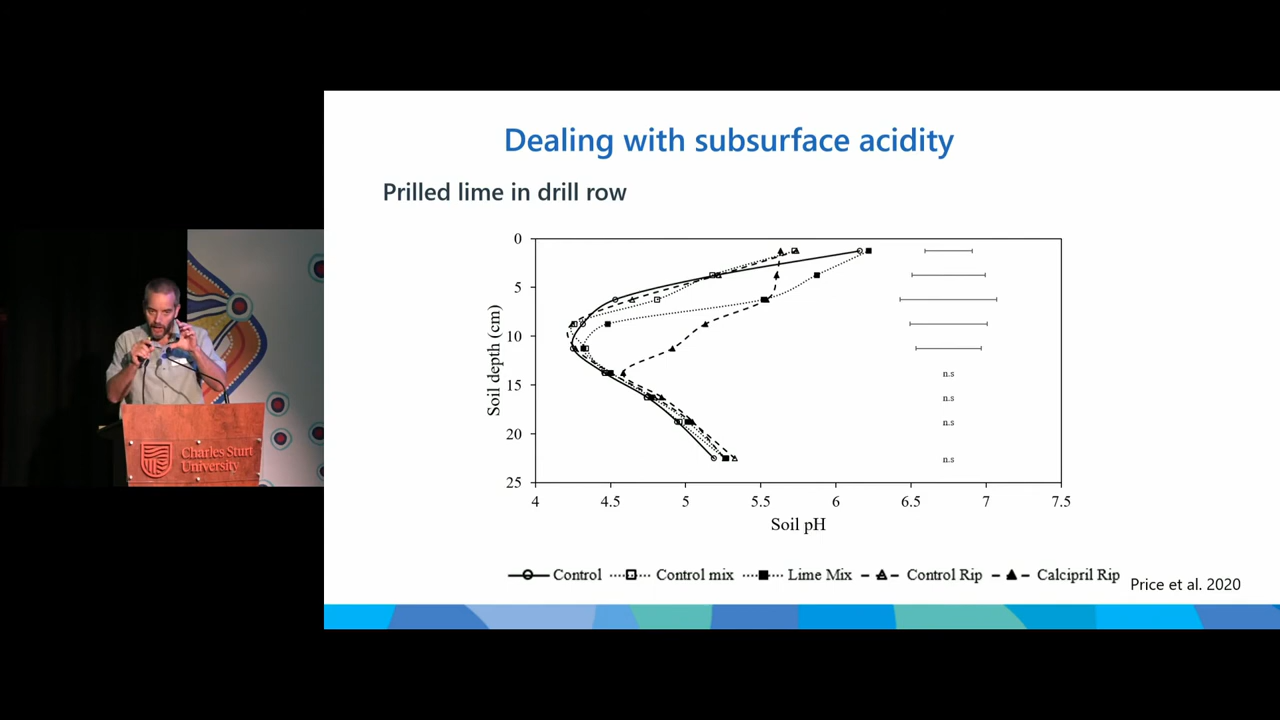 Dealing with subsurface acidity
Prilled lime in drill row
0
5
10
15
20
25
Soil depth (cm)
n.s
n.s
n.s
n.s
4
4.5
5
5.5
6
6.5
7
7.5
Soil pH
Control
Control mix
Lime Mix
Control Rip
Calcipril Rip
Price et al. 2020
Charles Sturt
University